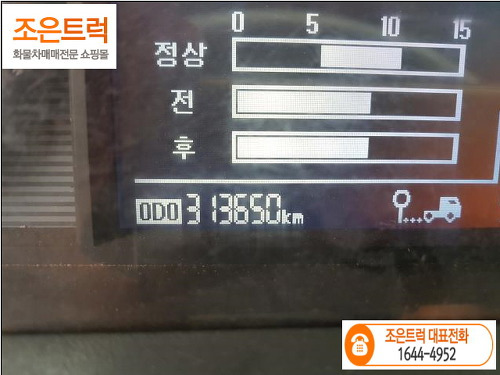 조은트럭
화물차매매전문 쇼핑몰
0 5 10 15
정상
전
후
ODO 313650km
조은트럭 대표전화
1644-4952